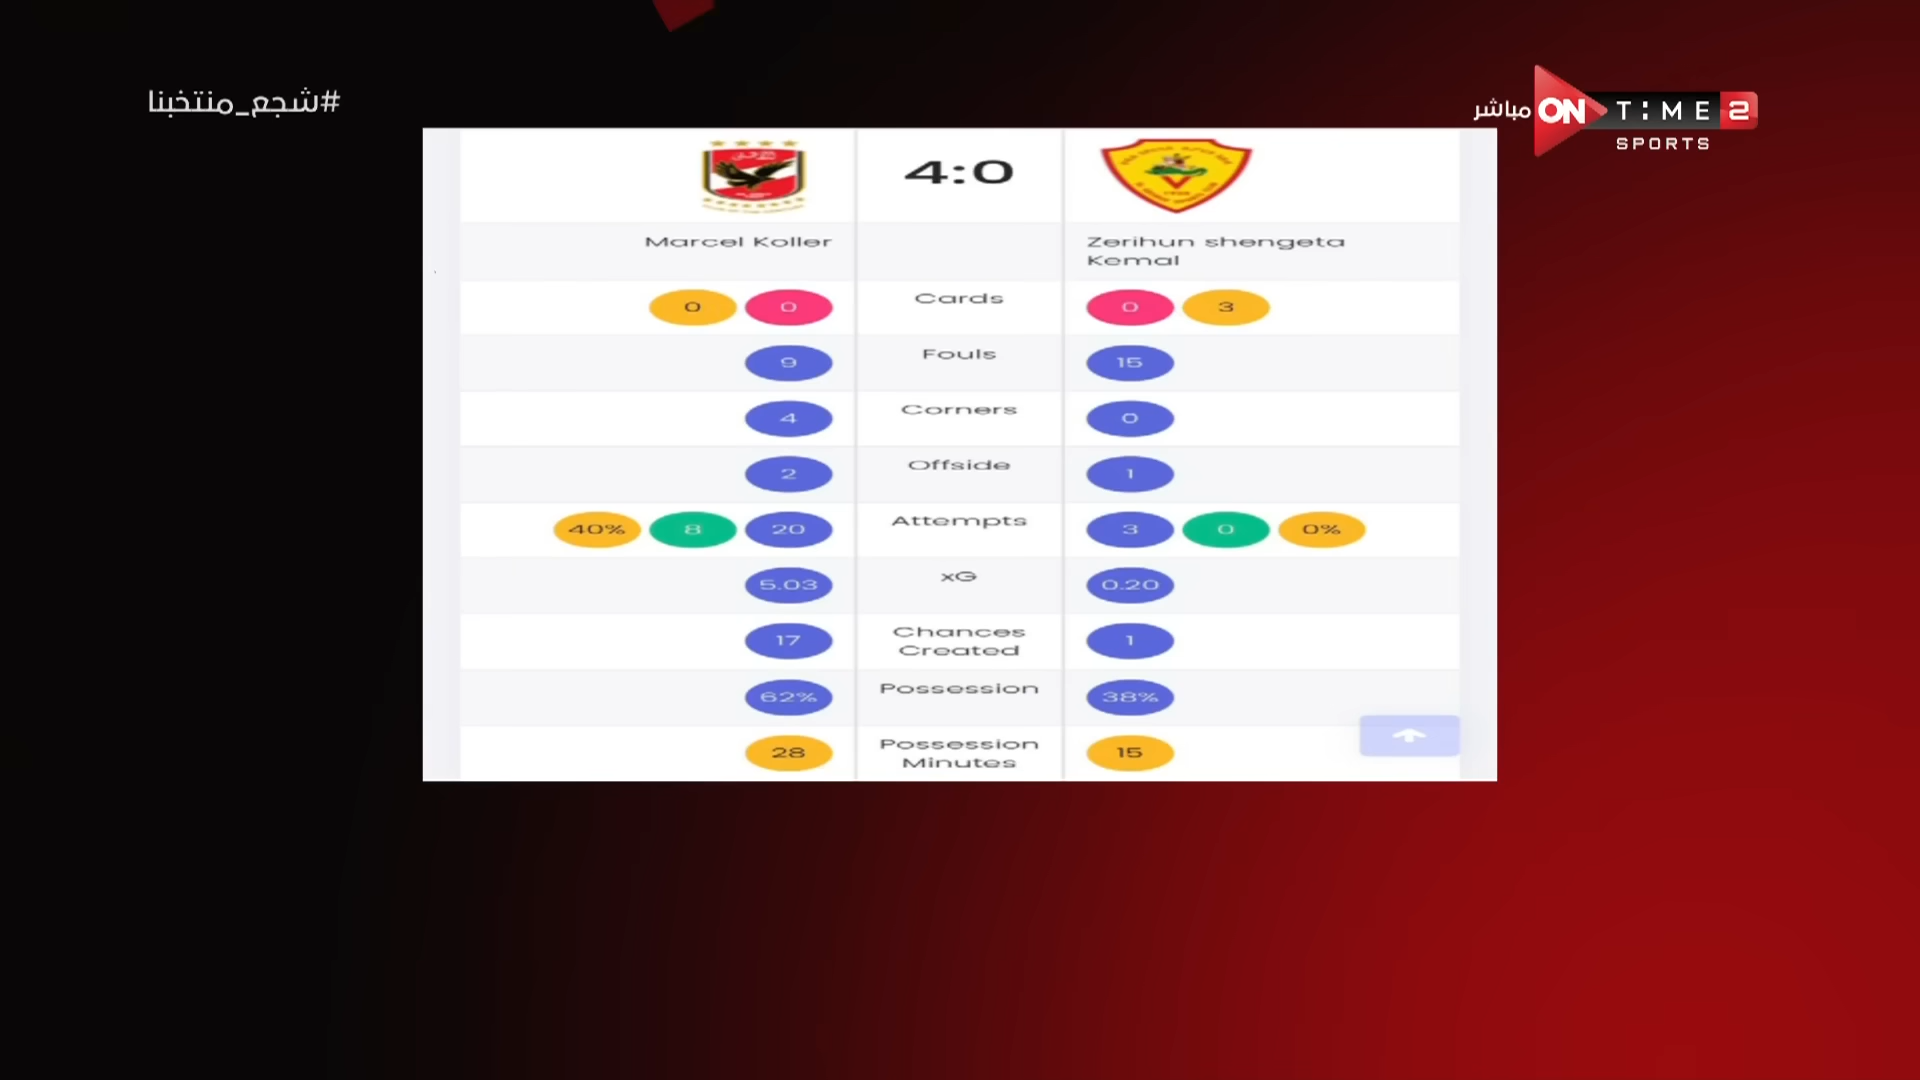 #شجع_منتخبنا
مباشر ON TIME 2
SPORTS
4:0
Marcel Koller
Zerihun shengeta
Kemal
0 0 Cards 0 3
9 Fouls 15
4 Corners 0
2 Offside 1
40% 8 20 Attempts 3 0 0%
5.03 xG 0.20
17 Chances Created 1
62% Possession 38%
28 Possession Minutes 15